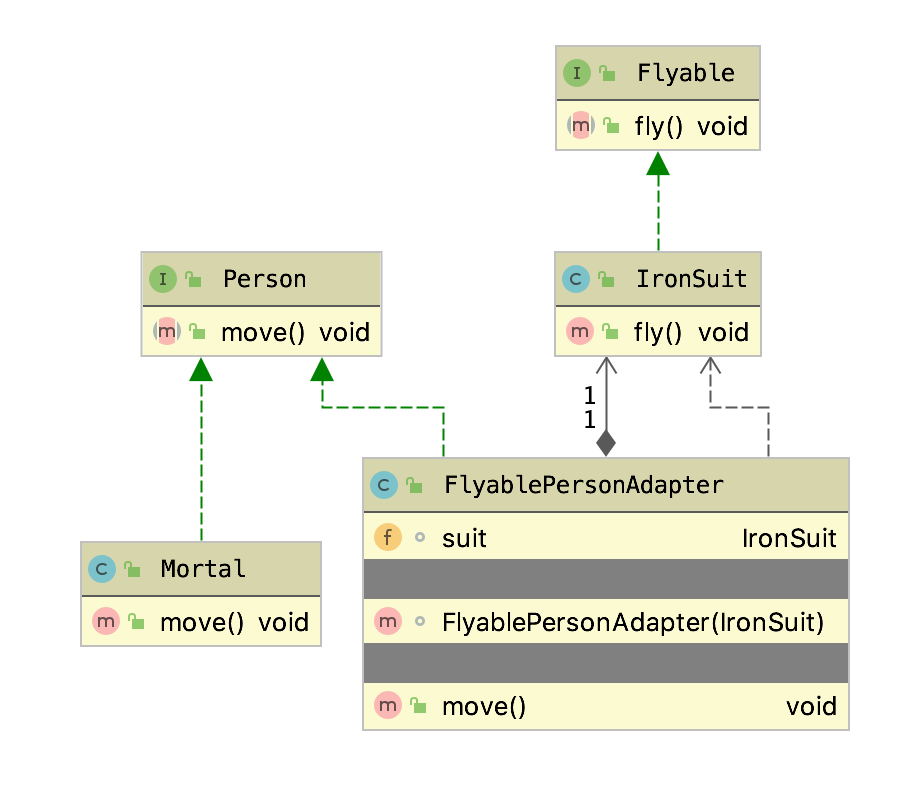 I Flyable
m fly() void
I Person
m move() void
C IronSuit
m fly() void
1
1
C FlyablePersonAdapter
f suit IronSuit
m FlyablePersonAdapter(IronSuit)
m move() void
C Mortal
m move() void